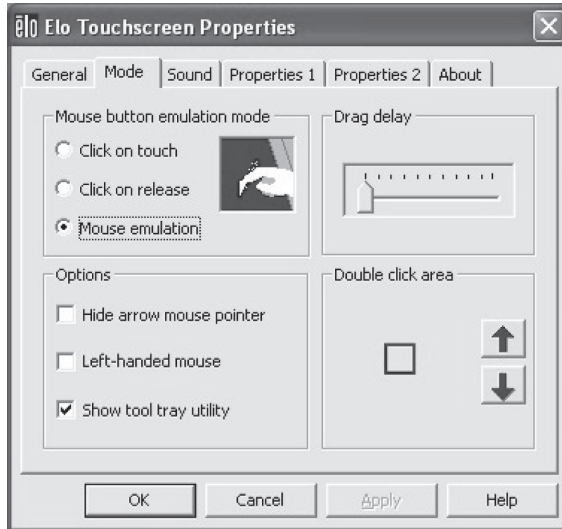 ēlo Elo Touchscreen Properties
General Mode Sound Properties 1 Properties 2 About
Mouse button emulation mode
Click on touch
Click on release
Mouse emulation
Drag delay
Options
Hide arrow mouse pointer
Left-handed mouse
Show tool tray utility
Double click area
OK Cancel Apply Help